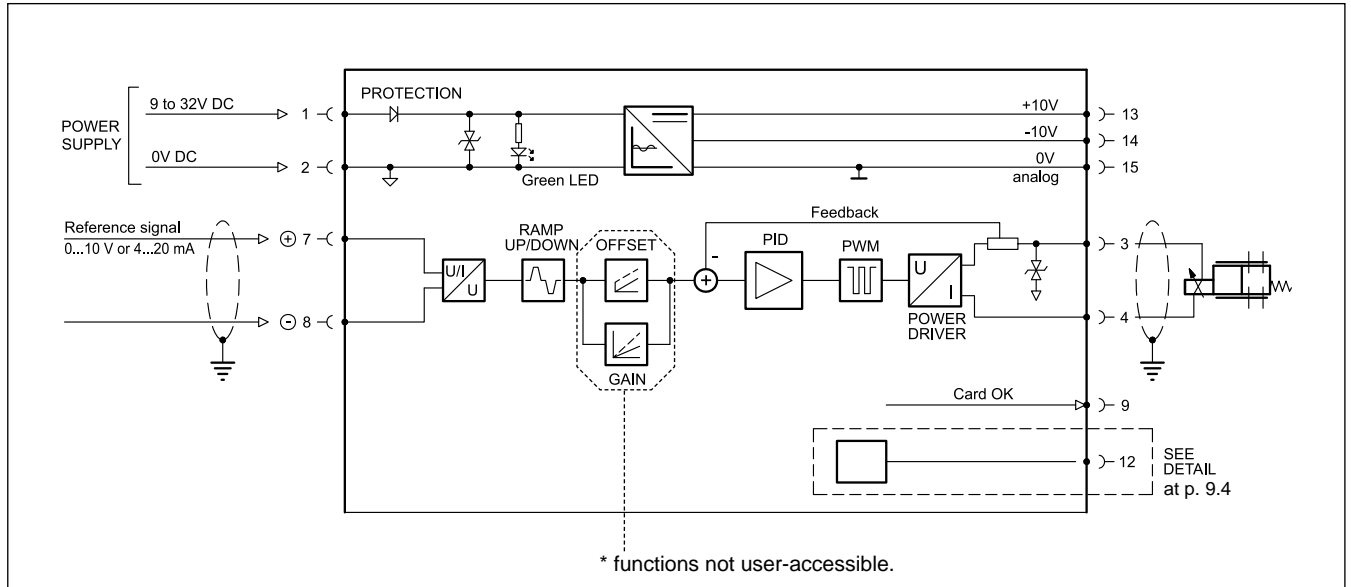 POWER
SUPPLY
9 to 32V DC
1
0V DC
2
PROTECTION
Green LED
+10V
13
-10V
14
0V
analog
15
Reference signal
0...10 V or 4...20 mA
+ 7
- 8
U/I
U
RAMP
UP/DOWN
OFFSET
GAIN
Feedback
-
+
PID
PWM
U
I
POWER
DRIVER
3
4
Card OK
9
12
SEE
DETAIL
at p. 9.4
* functions not user-accessible.